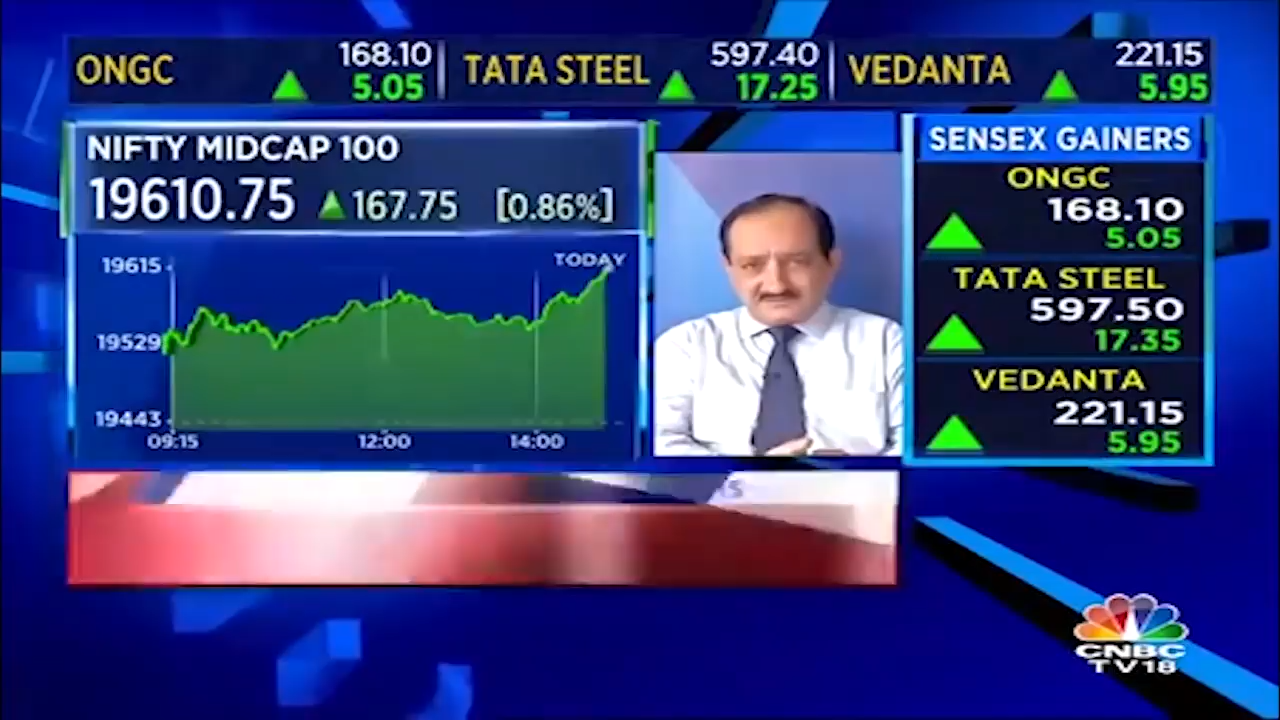 ONGC 168.10 5.05 TATA STEEL 597.40 17.25 VEDANTA 221.15 5.95
NIFTY MIDCAP 100
19610.75 167.75 [0.86%]
TODAY
19615
19529
19443
09:15 12:00 14:00
SENSEX GAINERS
ONGC
168.10
5.05
TATA STEEL
597.50
17.35
VEDANTA
221.15
5.95
CNBC
TV18